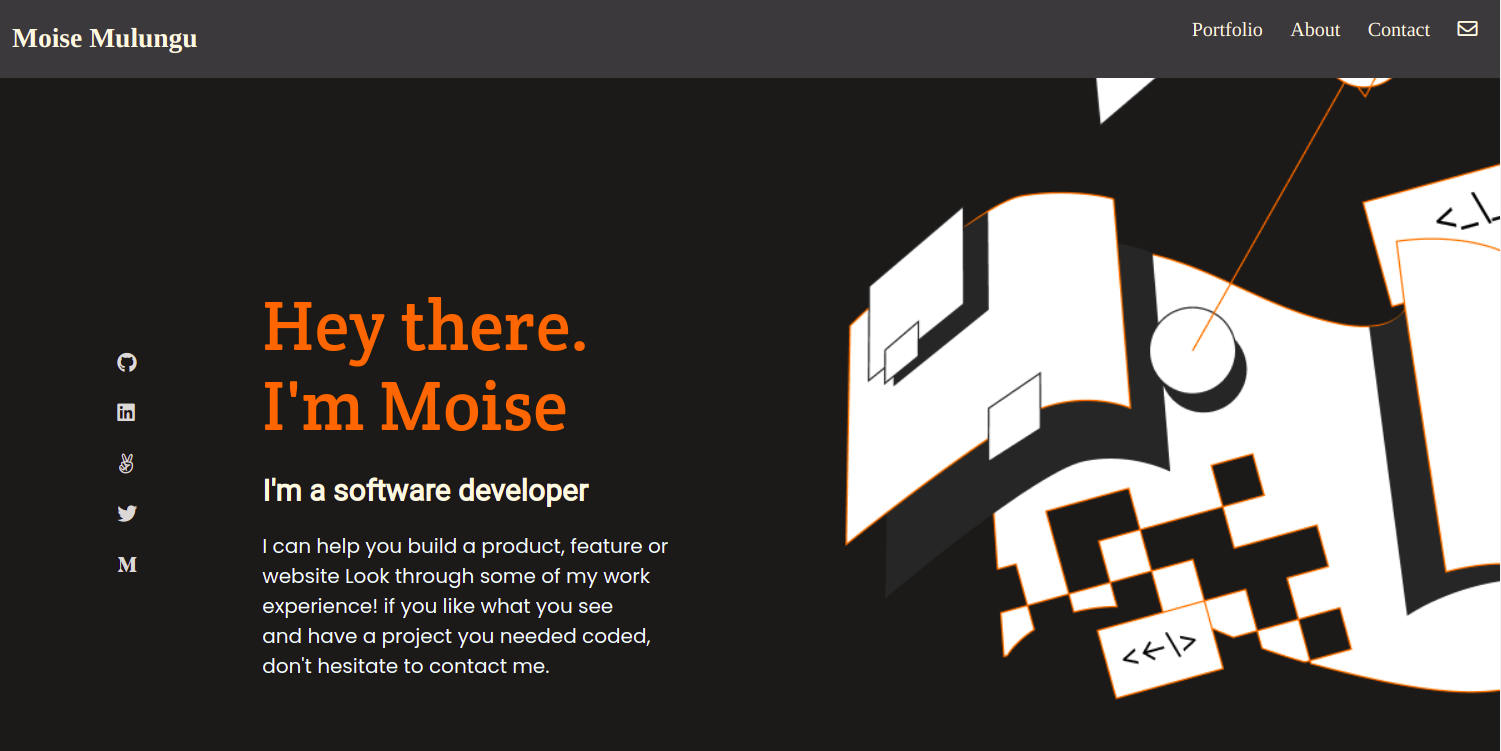 Moise Mulungu
Portfolio About Contact
Hey there.
I'm Moise
I'm a software developer
I can help you build a product, feature or
website Look through some of my work
experience! if you like what you see
and have a project you needed coded,
don't hesitate to contact me.
<_\_
<←|>